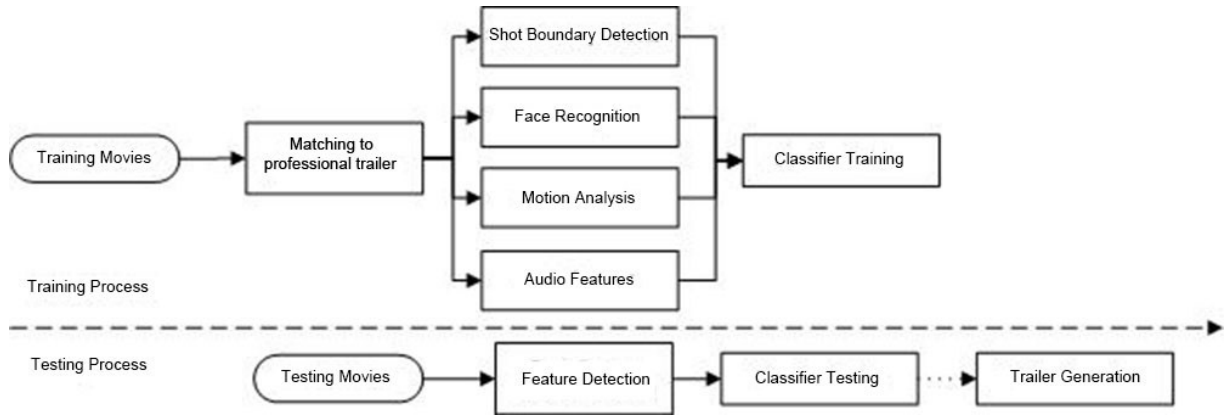 Shot Boundary Detection
Face Recognition
Training Movies
Matching to
professional trailer
Classifier Training
Motion Analysis
Audio Features
Training Process
Testing Process
Testing Movies
Feature Detection
Classifier Testing
Trailer Generation